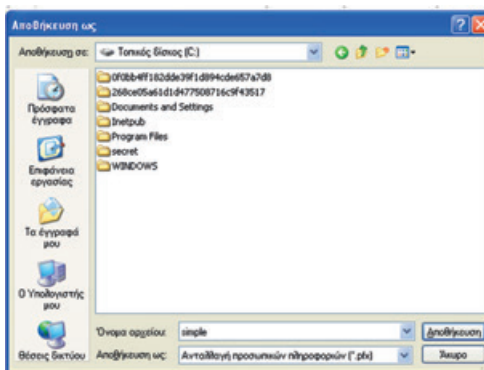 Αποθήκευση ως
Αποθήκευση σε:
Τοπικός δίσκος (C:)
0f0bb4ff182dde39f1d894cde657a7d8
268ce05a61d1d477508716c9f43517
Documents and Settings
Inetpub
Program Files
secret
WINDOWS
Πρόσφατα
έγγραφα
Επιφάνεια
εργασίας
Τα έγγραφά
μου
Ο Υπολογιστής
μου
Θέσεις δικτύου
Όνομα αρχείου:
simple
Αποθήκευση
Αποθήκευση ως:
Ανταλλαγή προσωπικών πληροφοριών (*.pfx)
Άκυρο